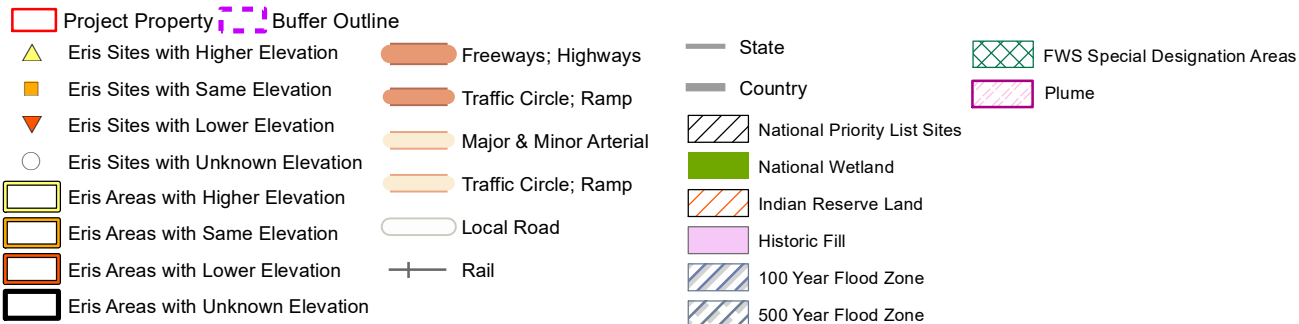 Project Property
Buffer Outline
Eris Sites with Higher Elevation
Eris Sites with Same Elevation
Eris Sites with Lower Elevation
Eris Sites with Unknown Elevation
Eris Areas with Higher Elevation
Eris Areas with Same Elevation
Eris Areas with Lower Elevation
Eris Areas with Unknown Elevation
Freeways; Highways
Traffic Circle; Ramp
Major & Minor Arterial
Traffic Circle; Ramp
Local Road
Rail
State
Country
National Priority List Sites
National Wetland
Indian Reserve Land
Historic Fill
100 Year Flood Zone
500 Year Flood Zone
FWS Special Designation Areas
Plume